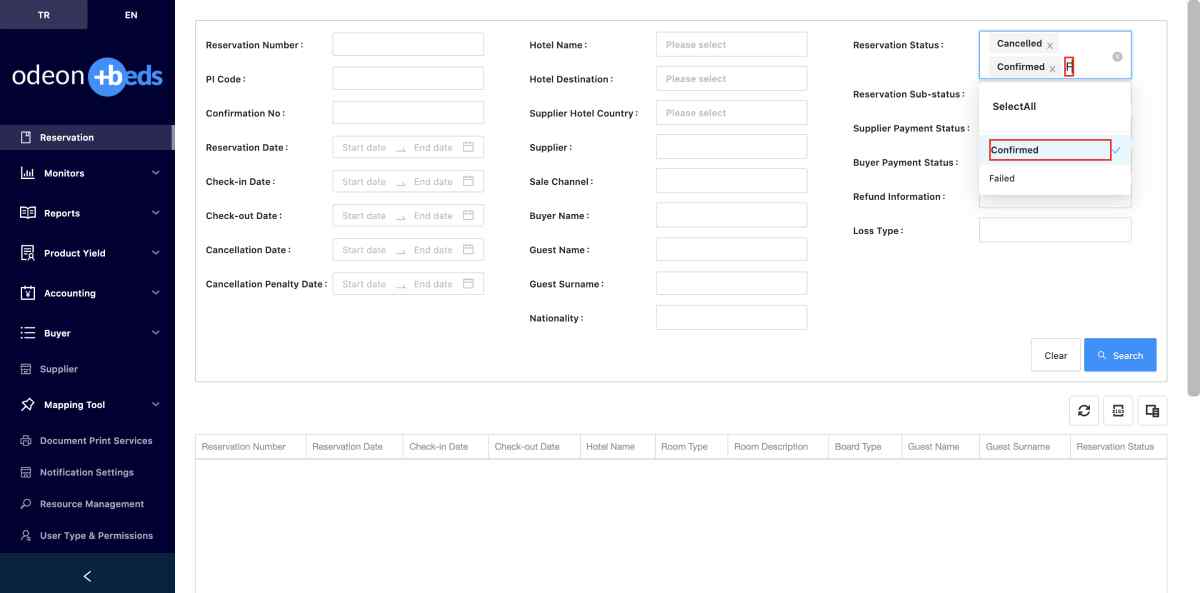 TR EN
odeon +beds
Reservation
Monitors
Reports
Product Yield
Accounting
Buyer
Supplier
Mapping Tool
Document Print Services
Notification Settings
Resource Management
User Type & Permissions
Reservation Number :
PI Code :
Confirmation No :
Reservation Date : Start date End date
Check-in Date : Start date End date
Check-out Date : Start date End date
Cancellation Date : Start date End date
Cancellation Penalty Date : Start date End date
Hotel Name : Please select
Hotel Destination : Please select
Supplier Hotel Country : Please select
Supplier :
Sale Channel :
Buyer Name :
Guest Name :
Guest Surname :
Nationality :
Reservation Status : Cancelled x
Confirmed x
Reservation Sub-status :
Supplier Payment Status :
Buyer Payment Status :
Refund Information :
Loss Type :
SelectAll
Confirmed
Failed
Clear Search
Reservation Number Reservation Date Check-in Date Check-out Date Hotel Name Room Type Room Description Board Type Guest Name Guest Surname Reservation Status